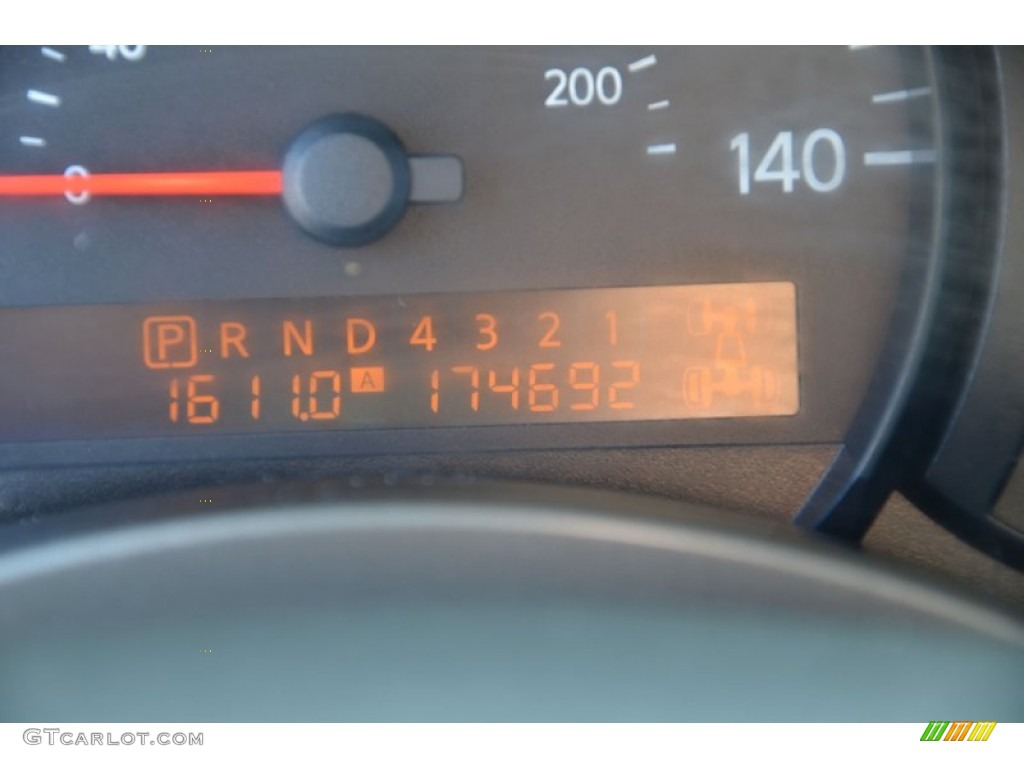 200
140
0
P R N D 4 3 2 1
1611.0 A 174692
GTCARLOT.COM